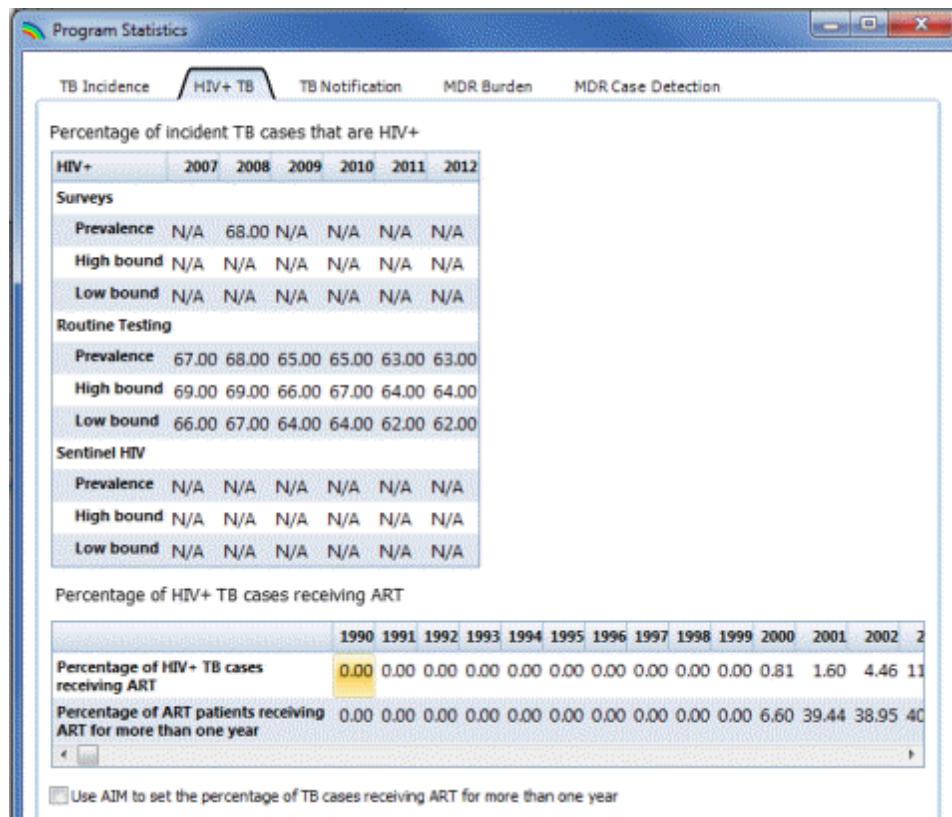 Program Statistics
TB Incidence HIV+ TB TB Notification MDR Burden MDR Case Detection
Percentage of incident TB cases that are HIV+
HIV+ 2007 2008 2009 2010 2011 2012
Surveys
Prevalence N/A 68.00 N/A N/A N/A N/A
High bound N/A N/A N/A N/A N/A N/A
Low bound N/A N/A N/A N/A N/A N/A
Routine Testing
Prevalence 67.00 68.00 65.00 65.00 63.00 63.00
High bound 69.00 69.00 66.00 67.00 64.00 64.00
Low bound 66.00 67.00 64.00 64.00 62.00 62.00
Sentinel HIV
Prevalence N/A N/A N/A N/A N/A N/A
High bound N/A N/A N/A N/A N/A N/A
Low bound N/A N/A N/A N/A N/A N/A
Percentage of HIV+ TB cases receiving ART
1990 1991 1992 1993 1994 1995 1996 1997 1998 1999 2000 2001 2002 2
Percentage of HIV+ TB cases
receiving ART 0.00 0.00 0.00 0.00 0.00 0.00 0.00 0.00 0.00 0.00 0.81 1.60 4.46 11
Percentage of ART patients receiving
ART for more than one year 0.00 0.00 0.00 0.00 0.00 0.00 0.00 0.00 0.00 0.00 6.60 39.44 38.95 40
Use AIM to set the percentage of TB cases receiving ART for more than one year